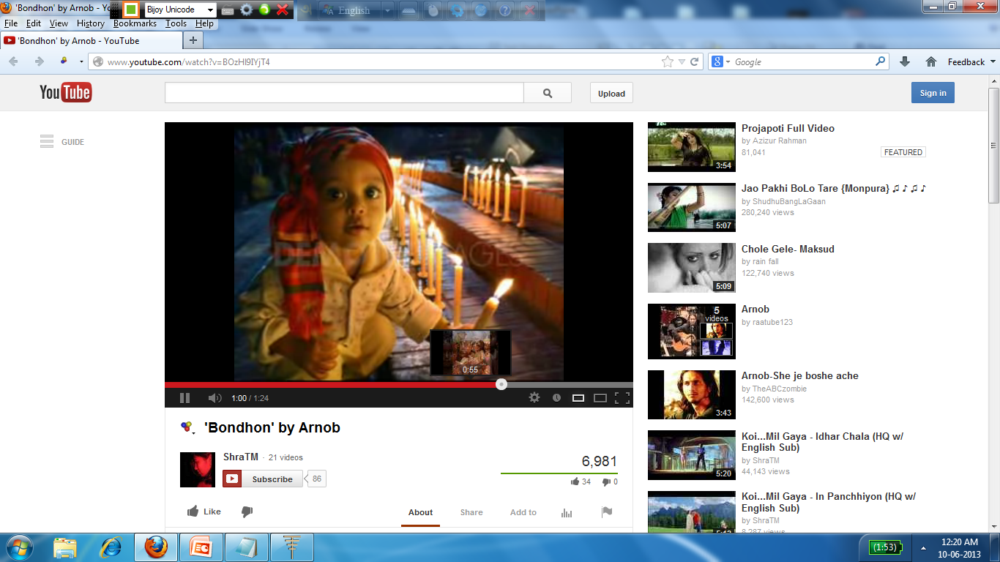 'Bondhon' by Arnob - Yo
Bijoy Unicode
English
File Edit View History Bookmarks Tools Help
'Bondhon' by Arnob - YouTube
www.youtube.com/watch?v=BOzHl9IYjT4
Google
Feedback
YouTube
Upload
Sign in
GUIDE
0:55
1:00 / 1:24
'Bondhon' by Arnob
ShraTM · 21 videos
Subscribe 86
6,981
34 0
Like
About Share Add to
Projapoti Full Video
by Azizur Rahman
81,041 FEATURED
3:54
Jao Pakhi BoLo Tare {Monpura} ♫ ♪ ♫ ♪
by ShudhuBangLaGaan
280,240 views
5:07
Chole Gele- Maksud
by rain fall
122,740 views
5:09
Arnob
by raatube123
5
videos
Arnob-She je boshe ache
by TheABCzombie
142,600 views
3:43
Koi...Mil Gaya - Idhar Chala (HQ w/
English Sub)
by ShraTM
44,143 views
5:20
Koi...Mil Gaya - In Panchhiyon (HQ w/
English Sub)
by ShraTM
8,287 views
(1:53)
12:20 AM
10-06-2013